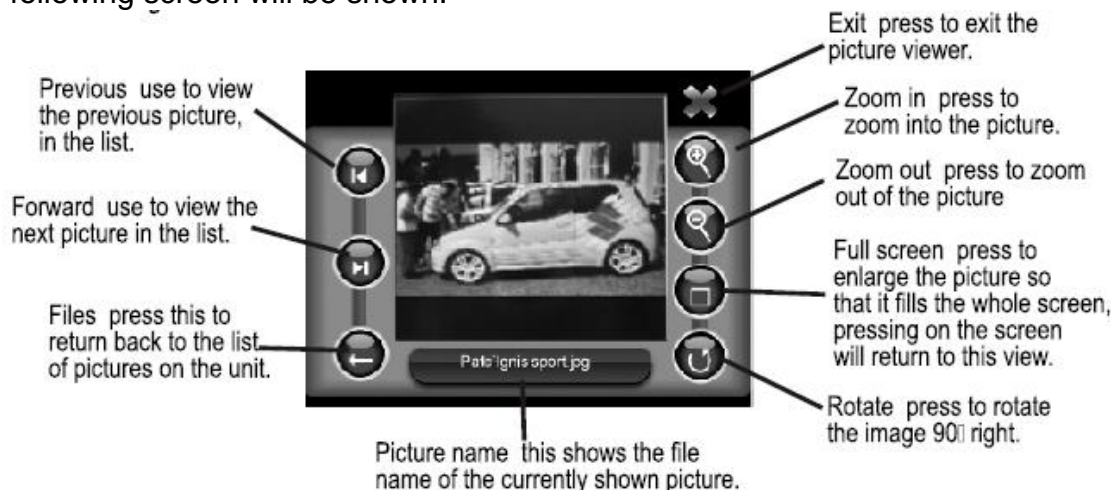 following screen will be shown.
Exit press to exit the
picture viewer.
Previous use to view
the previous picture,
in the list.
Zoom in press to
zoom into the picture.
Zoom out press to zoom
out of the picture
Forward use to view the
next picture in the list.
Full screen press to
enlarge the picture so
that it fills the whole screen,
pressing on the screen
will return to this view.
Files press this to
return back to the list
of pictures on the unit.
Pats' Ignis sport.jpg
Rotate press to rotate
the image 90▯ right.
Picture name this shows the file
name of the currently shown picture.